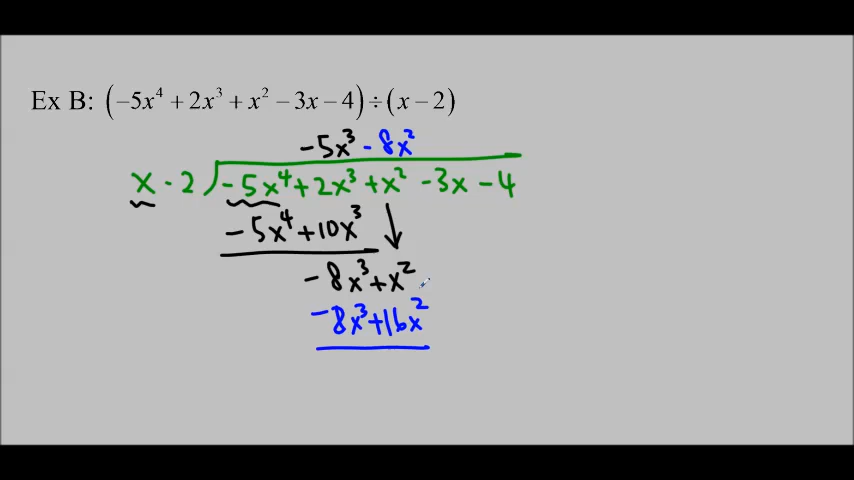 Ex B: (−5x⁴ + 2x³ + x² − 3x − 4) ÷ (x − 2)
-5x³ - 8x²
x - 2 ) -5x⁴ + 2x³ + x² - 3x - 4
-5x⁴ + 10x³
-8x³ + x²
-8x³ + 16x²